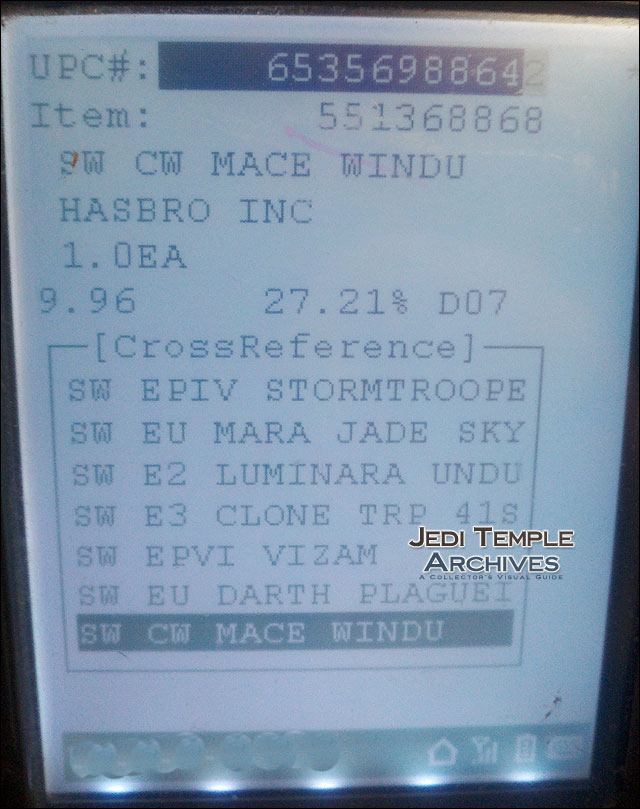 UPC#: 65356988642
Item: 551368868
SW CW MACE WINDU
HASBRO INC
1.0EA
9.96 27.21% D07
[CrossReference]
SW EPIV STORMTROOPE
SW EU MARA JADE SKY
SW E2 LUMINARA UNDU
SW E3 CLONE TRP 41S
SW EPVI VIZAM
SW EU DARTH PLAGUEI
SW CW MACE WINDU
JEDI TEMPLE
ARCHIVES
A COLLECTOR'S VISUAL GUIDE